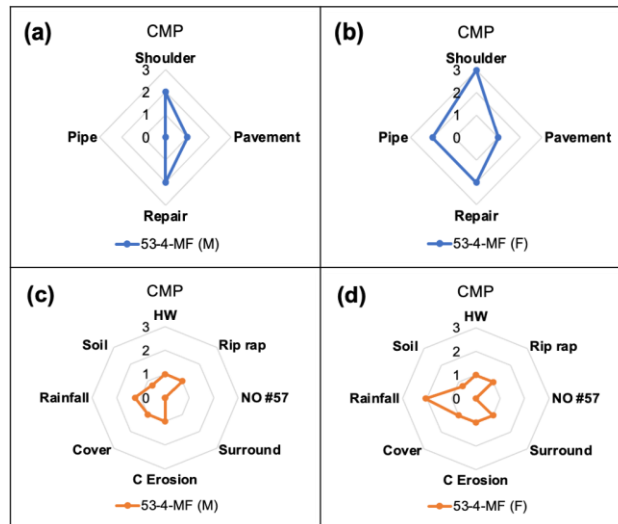 (a)
CMP
Shoulder
3
2
1
0
Pipe
Pavement
Repair
53-4-MF (M)
(b)
CMP
Shoulder
3
2
1
0
Pipe
Pavement
Repair
53-4-MF (F)
(c)
CMP
HW
3
2
1
0
Soil
Rip rap
Rainfall
NO #57
Cover
Surround
C Erosion
53-4-MF (M)
(d)
CMP
HW
3
2
1
0
Soil
Rip rap
Rainfall
NO #57
Cover
Surround
C Erosion
53-4-MF (F)